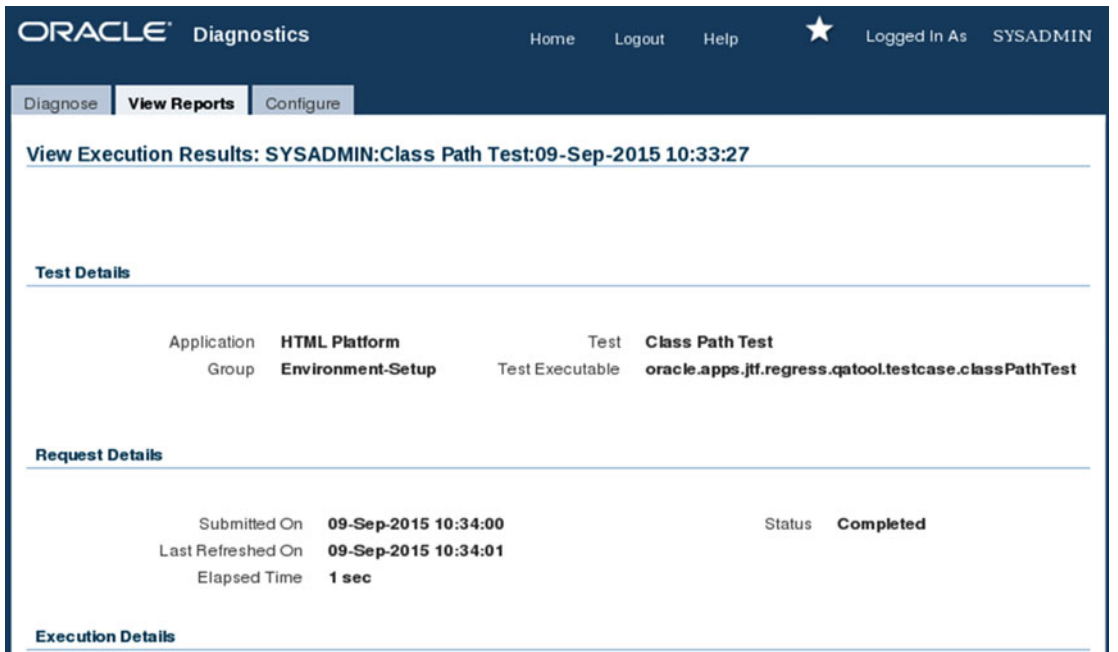 ORACLE Diagnostics Home Logout Help Logged In As SYSADMIN
Diagnose View Reports Configure
View Execution Results: SYSADMIN:Class Path Test:09-Sep-2015 10:33:27
Test Details
Application HTML Platform Test Class Path Test
Group Environment-Setup Test Executable oracle.apps.jtf.regress.qatool.testcase.classPathTest
Request Details
Submitted On 09-Sep-2015 10:34:00 Status Completed
Last Refreshed On 09-Sep-2015 10:34:01
Elapsed Time 1 sec
Execution Details